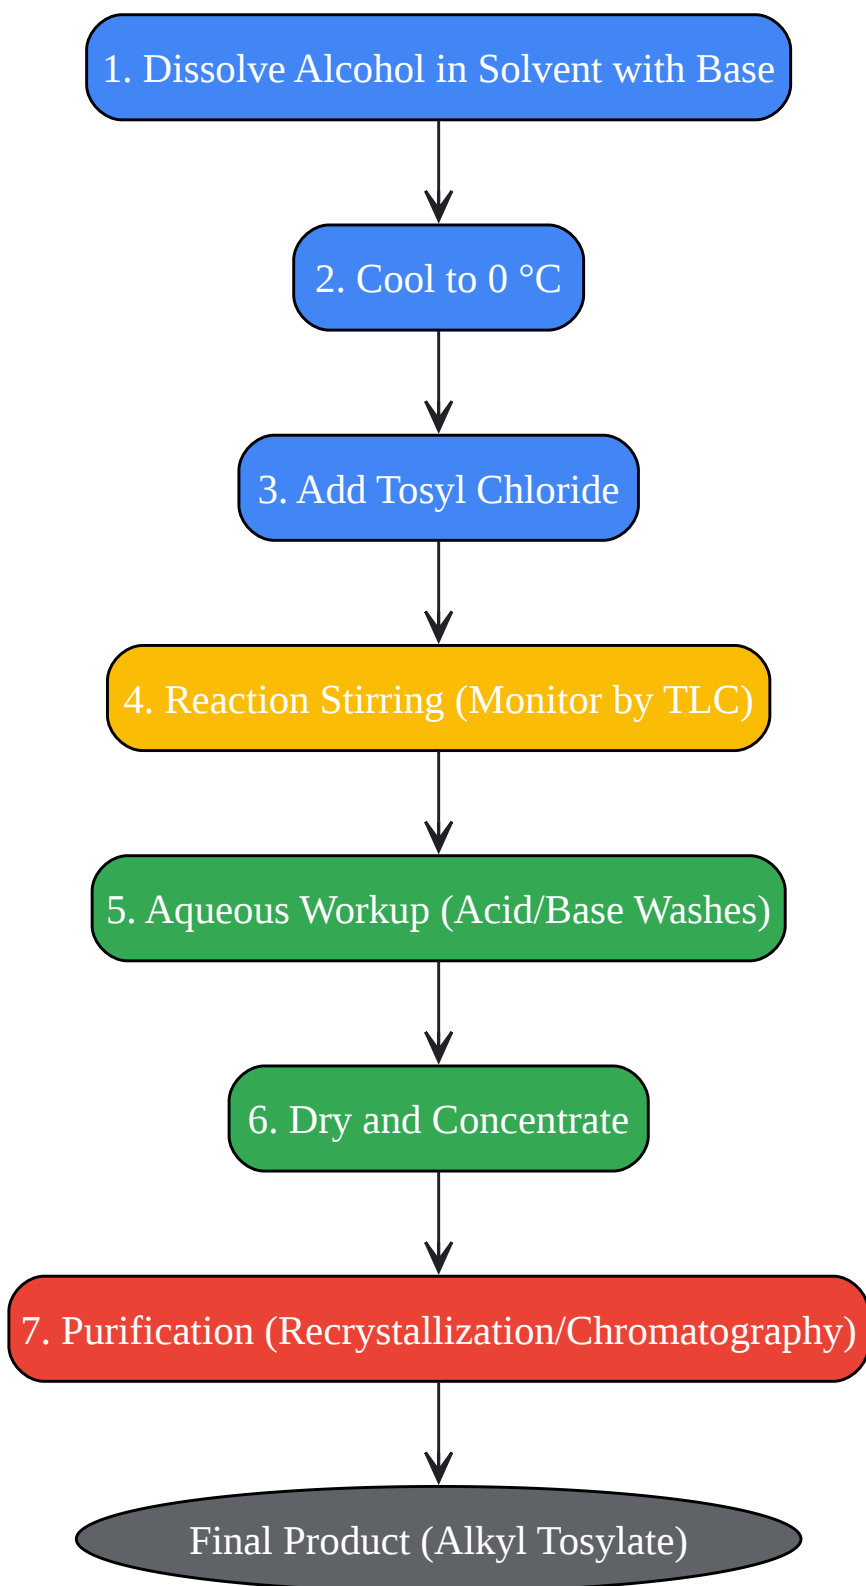 1. Dissolve Alcohol in Solvent with Base
2. Cool to 0 °C
3. Add Tosyl Chloride
4. Reaction Stirring (Monitor by TLC)
5. Aqueous Workup (Acid/Base Washes)
6. Dry and Concentrate
7. Purification (Recrystallization/Chromatography)
Final Product (Alkyl Tosylate)